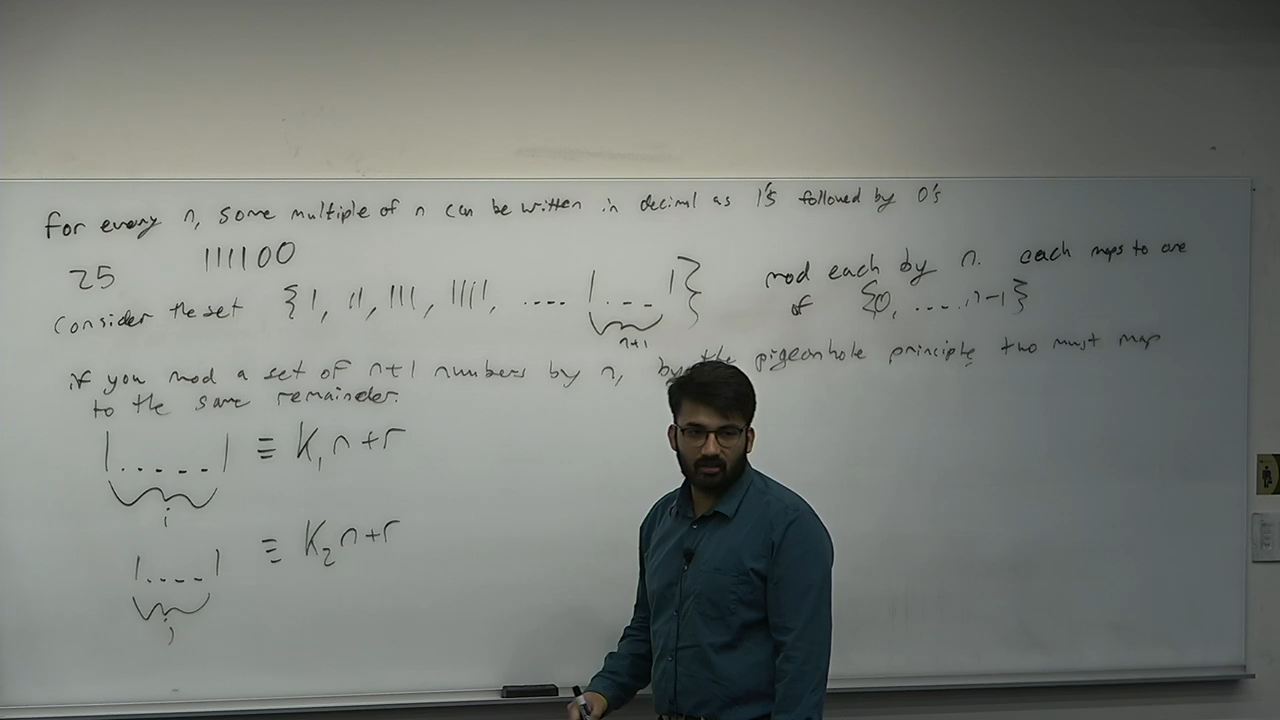 for every n, some multiple of n can be written in decimal as 1's followed by 0's
25 111100
Consider the set {1, 11, 111, 1111, .... 1...1} mod each by n. each maps to one
n+1 of {0, ....,n-1}
if you mod a set of n+1 numbers by n, by the pigeonhole principle two must map
to the same remainder.
1.....1 ≡ K₁n+r
i
1....1 ≡ K₂n+r
j